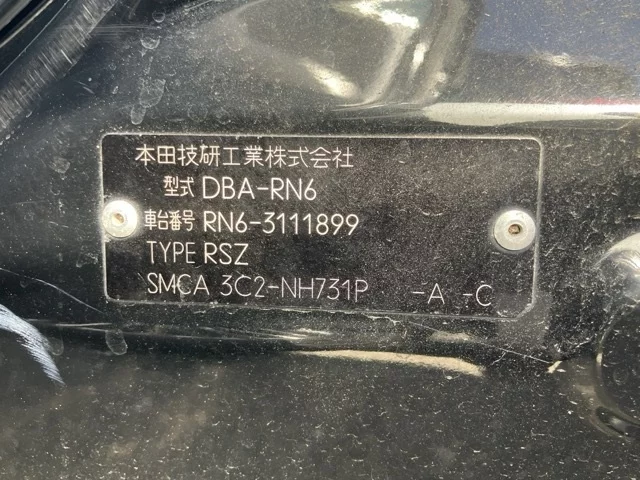 本田技研工業株式会社
型式 DBA-RN6
車台番号 RN6-3111899
TYPE RSZ
SMCA 3C2-NH731P -A -C